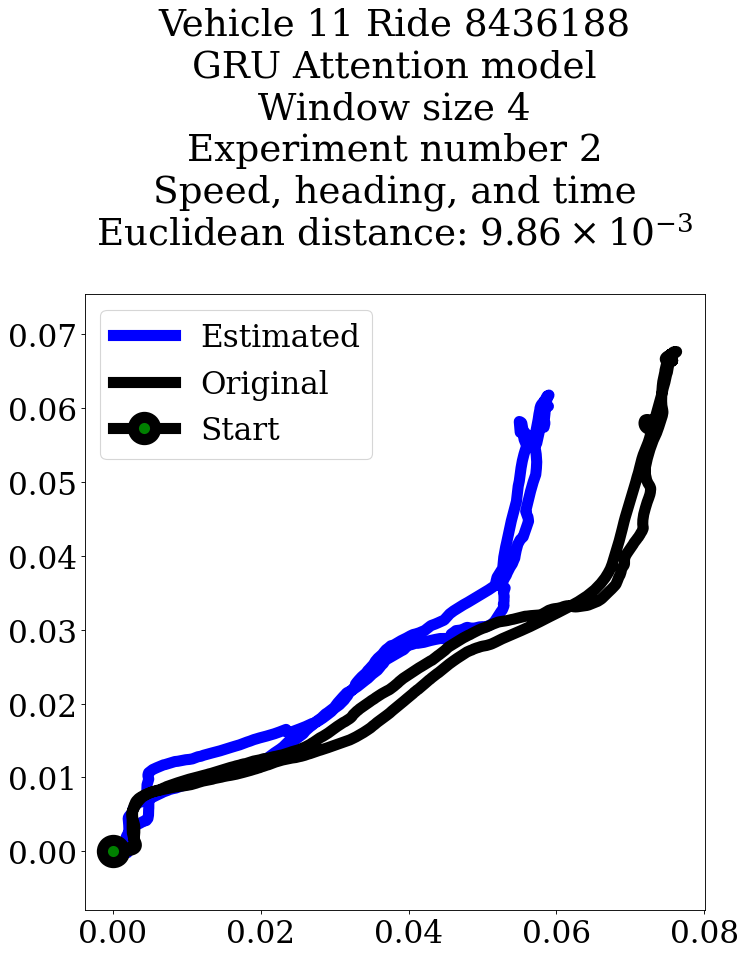 Vehicle 11 Ride 8436188
GRU Attention model
Window size 4
Experiment number 2
Speed, heading, and time
Euclidean distance: 9.86 × 10⁻³
Estimated
Original
Start
0.07
0.06
0.05
0.04
0.03
0.02
0.01
0.00
0.00 0.02 0.04 0.06 0.08